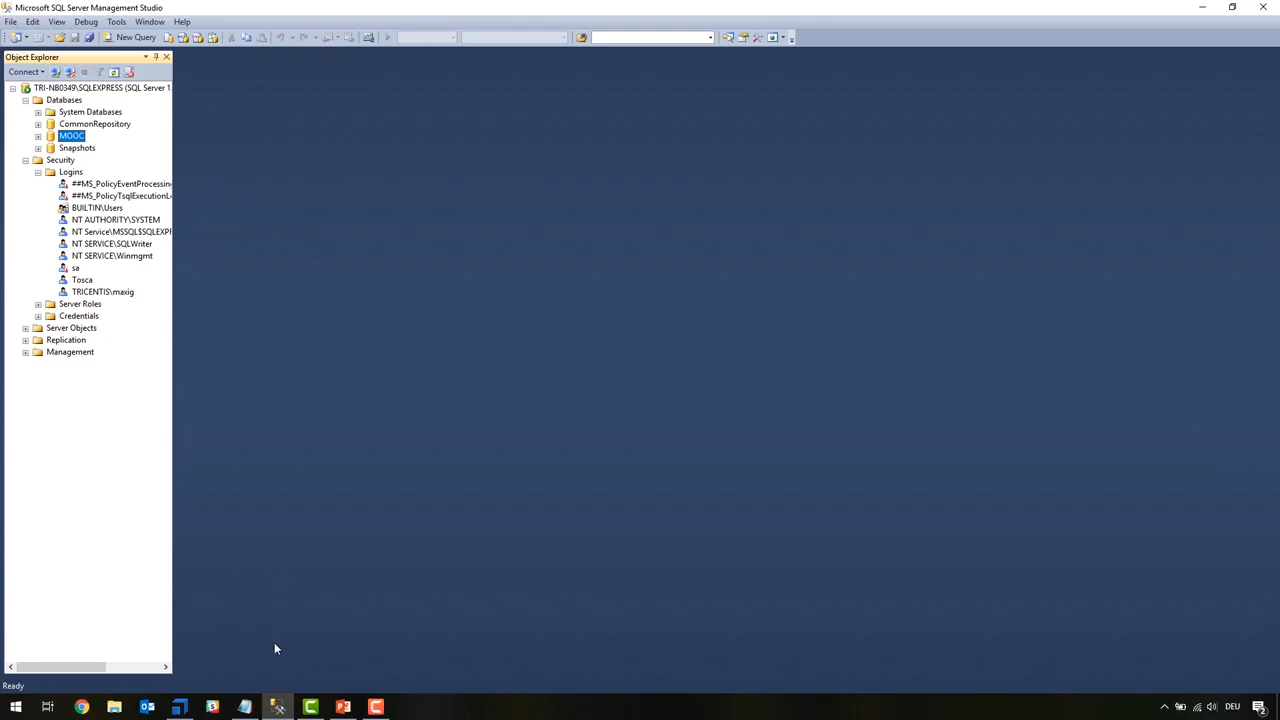 Microsoft SQL Server Management Studio
File Edit View Debug Tools Window Help
New Query
Object Explorer
Connect
TRI-NB0349\SQLEXPRESS (SQL Server 1
Databases
System Databases
CommonRepository
MOOC
Snapshots
Security
Logins
##MS_PolicyEventProcessing
##MS_PolicyTsqlExecutionL
BUILTIN\Users
NT AUTHORITY\SYSTEM
NT Service\MSSQL$SQLEXPR
NT SERVICE\SQLWriter
NT SERVICE\Winmgmt
sa
Tosca
TRICENTIS\maxig
Server Roles
Credentials
Server Objects
Replication
Management
Ready
DEU